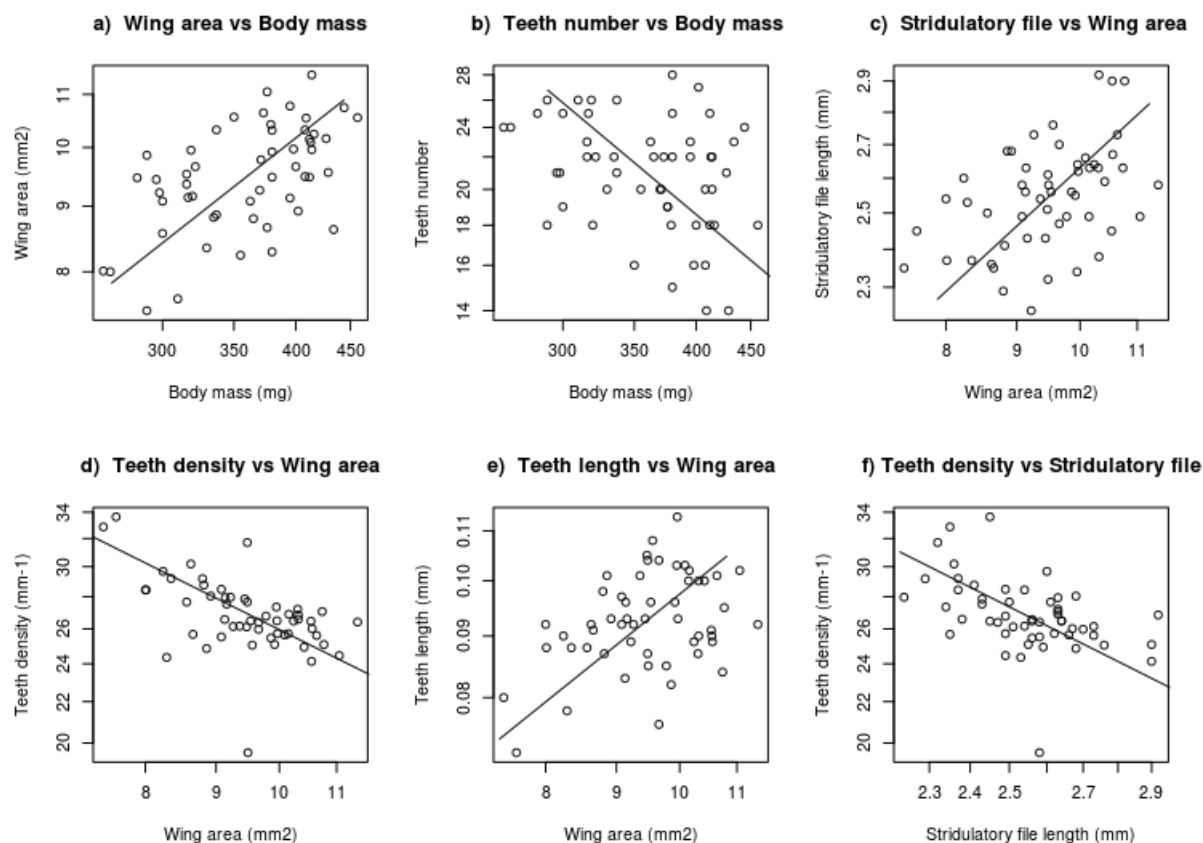 a)  Wing area vs Body mass
11
10
9
8
Wing area (mm2)
300 350 400 450
Body mass (mg)
b)  Teeth number vs Body mass
28
24
20
18
16
14
Teeth number
300 350 400 450
Body mass (mg)
c)  Stridulatory file vs Wing area
2.9
2.7
2.5
2.3
Stridulatory file length (mm)
8 9 10 11
Wing area (mm2)
d)  Teeth density vs Wing area
34
30
26
24
22
20
Teeth density (mm-1)
8 9 10 11
Wing area (mm2)
e)  Teeth length vs Wing area
0.11
0.10
0.09
0.08
Teeth length (mm)
8 9 10 11
Wing area (mm2)
f) Teeth density vs Stridulatory file
34
30
26
24
22
20
Teeth density (mm-1)
2.3 2.4 2.5 2.7 2.9
Stridulatory file length (mm)